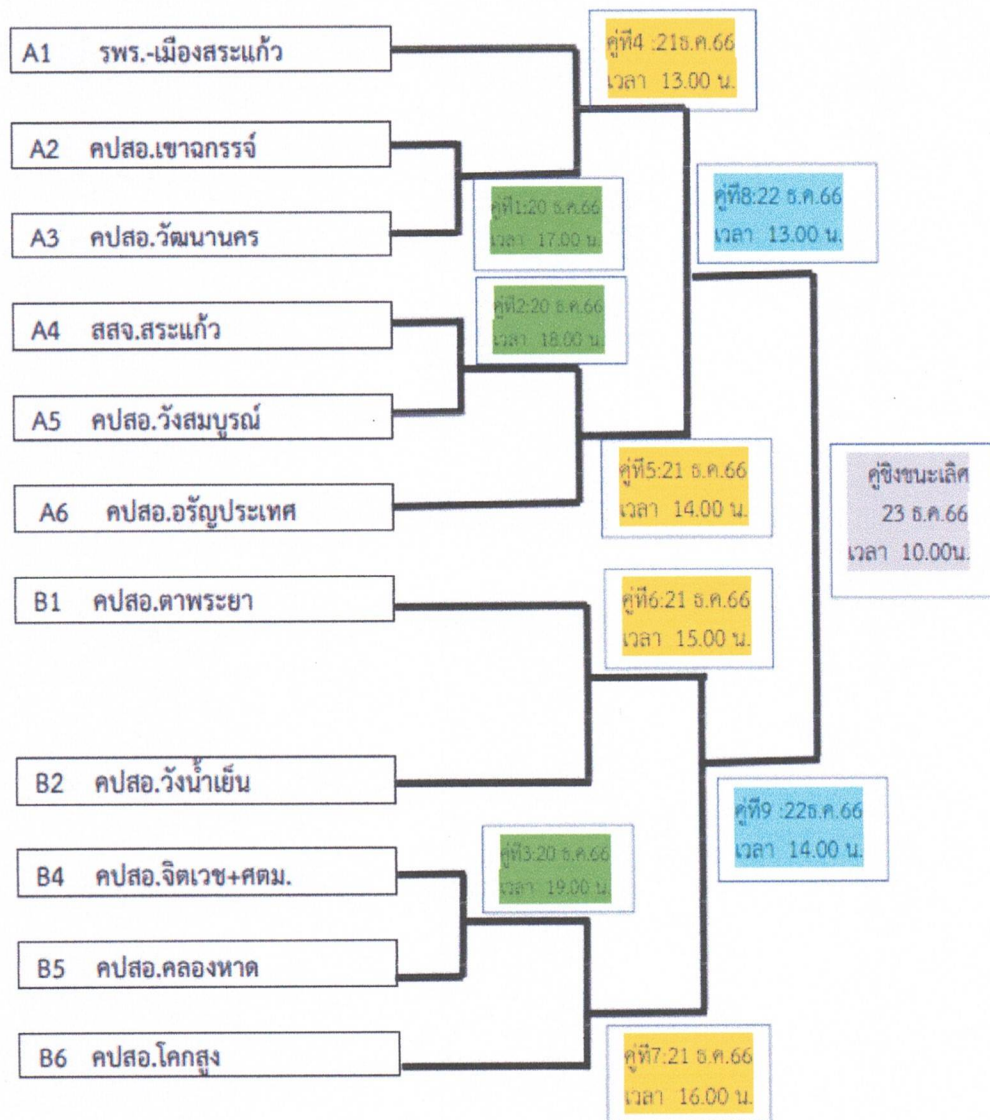 A1 รพร.-เมืองสระแก้ว
คู่ที่4 :21ธ.ค.66
เวลา 13.00 น.
A2 คปสอ.เขาฉกรรจ์
A3 คปสอ.วัฒนานคร
คู่ที่1:20 ธ.ค.66
เวลา 17.00 น.
คู่ที่8:22 ธ.ค.66
เวลา 13.00 น.
A4 สสจ.สระแก้ว
คู่ที่2:20 ธ.ค.66
เวลา 18.00 น.
A5 คปสอ.วังสมบูรณ์
A6 คปสอ.อรัญประเทศ
คู่ที่5:21 ธ.ค.66
เวลา 14.00 น.
คู่ชิงชนะเลิศ
23 ธ.ค.66
เวลา 10.00น.
B1 คปสอ.ตาพระยา
คู่ที่6:21 ธ.ค.66
เวลา 15.00 น.
B2 คปสอ.วังน้ำเย็น
คู่ที่9 :22ธ.ค.66
เวลา 14.00 น.
B4 คปสอ.จิตเวช+ศตม.
คู่ที่3:20 ธ.ค.66
เวลา 19.00 น.
B5 คปสอ.คลองหาด
B6 คปสอ.โคกสูง
คู่ที่7:21 ธ.ค.66
เวลา 16.00 น.